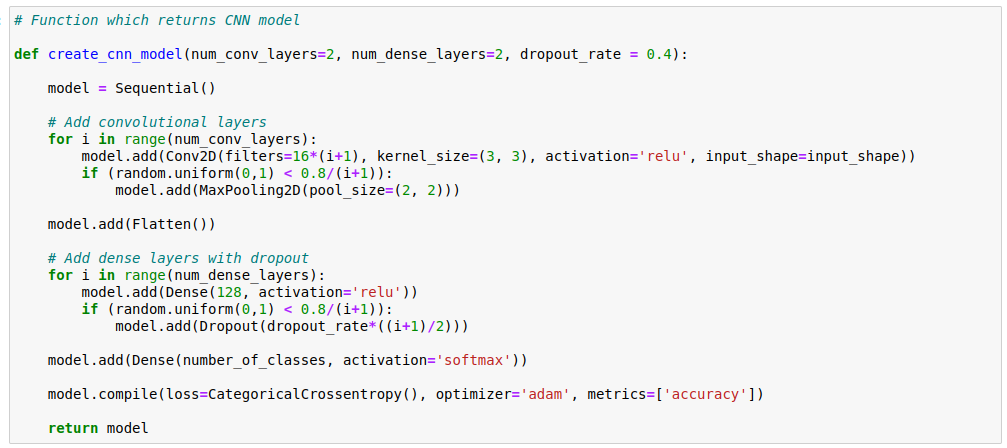 # Function which returns CNN model
def create_cnn_model(num_conv_layers=2, num_dense_layers=2, dropout_rate = 0.4):
    model = Sequential()
    # Add convolutional layers
    for i in range(num_conv_layers):
        model.add(Conv2D(filters=16*(i+1), kernel_size=(3, 3), activation='relu', input_shape=input_shape))
        if (random.uniform(0,1) < 0.8/(i+1)):
            model.add(MaxPooling2D(pool_size=(2, 2)))
    model.add(Flatten())
    # Add dense layers with dropout
    for i in range(num_dense_layers):
        model.add(Dense(128, activation='relu'))
        if (random.uniform(0,1) < 0.8/(i+1)):
            model.add(Dropout(dropout_rate*((i+1)/2)))
    model.add(Dense(number_of_classes, activation='softmax'))
    model.compile(loss=CategoricalCrossentropy(), optimizer='adam', metrics=['accuracy'])
    return model